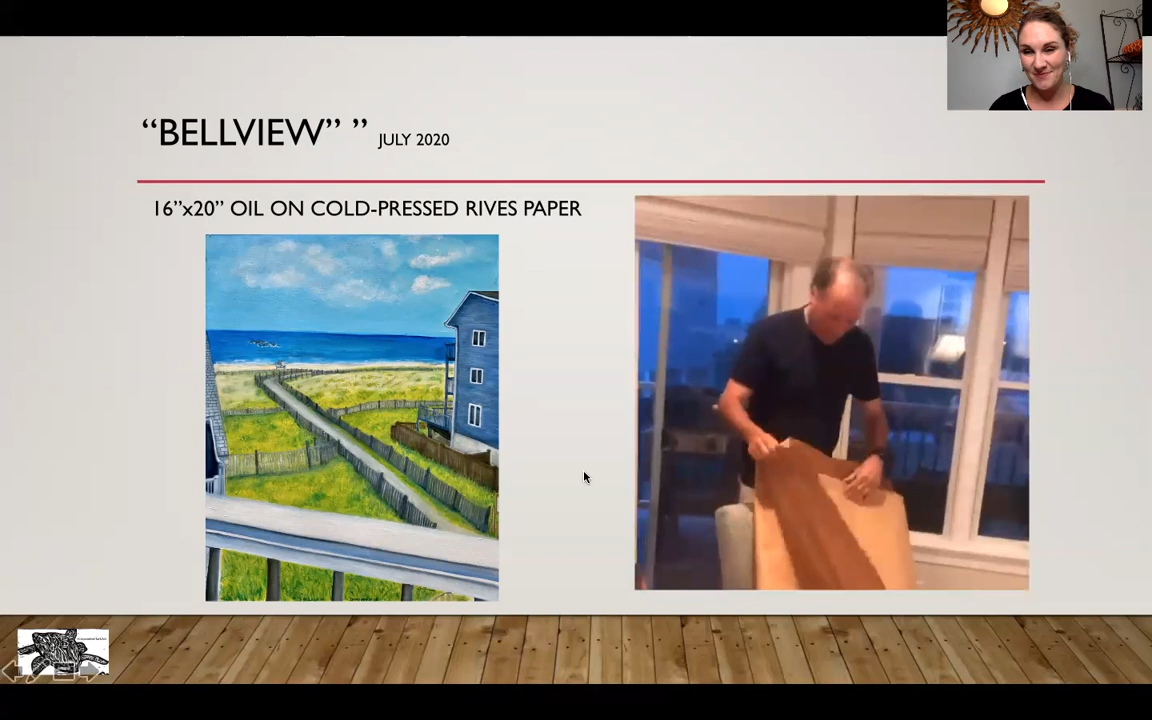 “BELLVIEW” ” JULY 2020
16”x20” OIL ON COLD-PRESSED RIVES PAPER